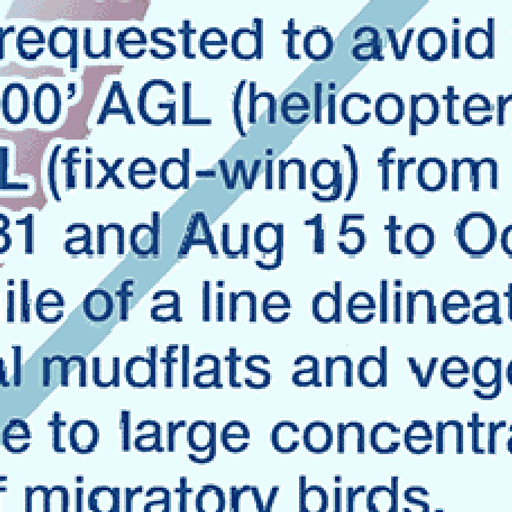 requested to avoid
00' AGL (helicopter
L (fixed-wing) from
31 and Aug 15 to Oc
ile of a line delineat
al mudflats and vege
e to large concentra
of migratory birds.